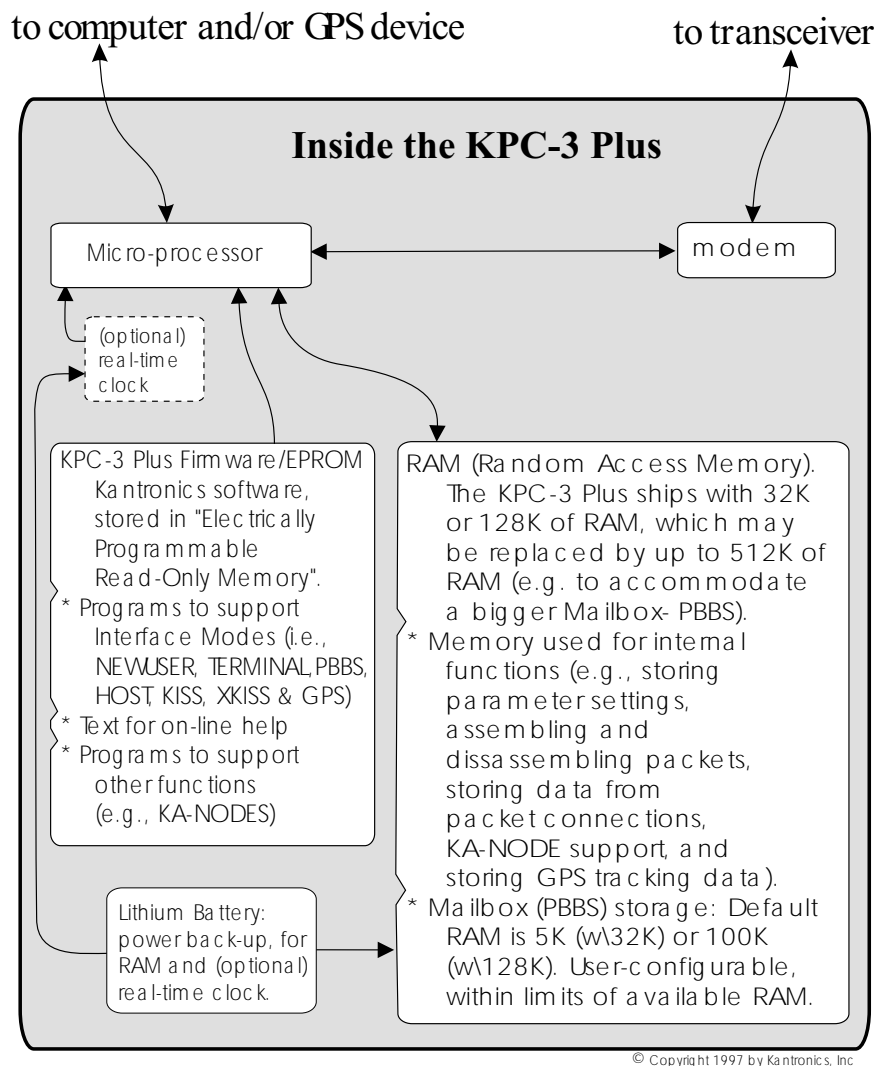 to computer and/or GPS device
to transceiver
Inside the KPC-3 Plus
Micro-processor
modem
(optional)
real-time
clock
KPC-3 Plus Firmware/EPROM
Kantronics software,
stored in "Electrically
Programmable
Read-Only Memory".
* Programs to support
Interface Modes (i.e.,
NEWUSER, TERMINAL,PBBS,
HOST, KISS, XKISS & GPS)
* Text for on-line help
* Programs to support
other functions
(e.g., KA-NODES)
RAM (Random Access Memory).
The KPC-3 Plus ships with 32K
or 128K of RAM, which may
be replaced by up to 512K of
RAM (e.g. to accommodate
a bigger Mailbox- PBBS).
* Memory used for internal
functions (e.g., storing
parameter settings,
assembling and
dissassembling packets,
storing data from
packet connections,
KA-NODE support, and
storing GPS tracking data).
* Mailbox (PBBS) storage: Default
RAM is 5K (w\32K) or 100K
(w\128K). User-configurable,
within limits of available RAM.
Lithium Battery:
power back-up, for
RAM and (optional)
real-time clock.
© Copyright 1997 by Kantronics, Inc